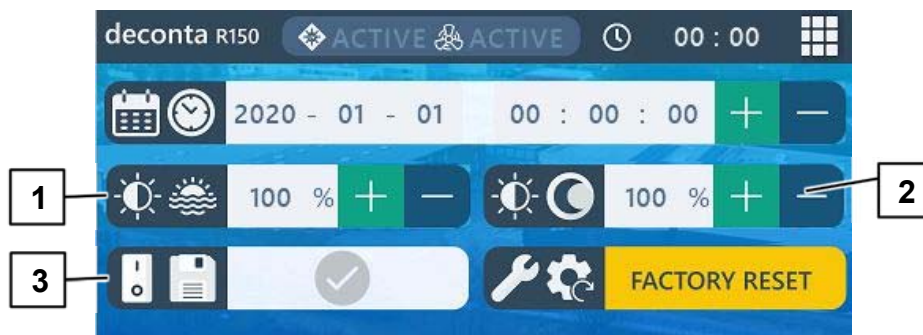 deconta R150 ACTIVE ACTIVE 00 : 00
2020 - 01 - 01 00 : 00 : 00 + −
1 100 % + − 100 % + − 2
3 FACTORY RESET